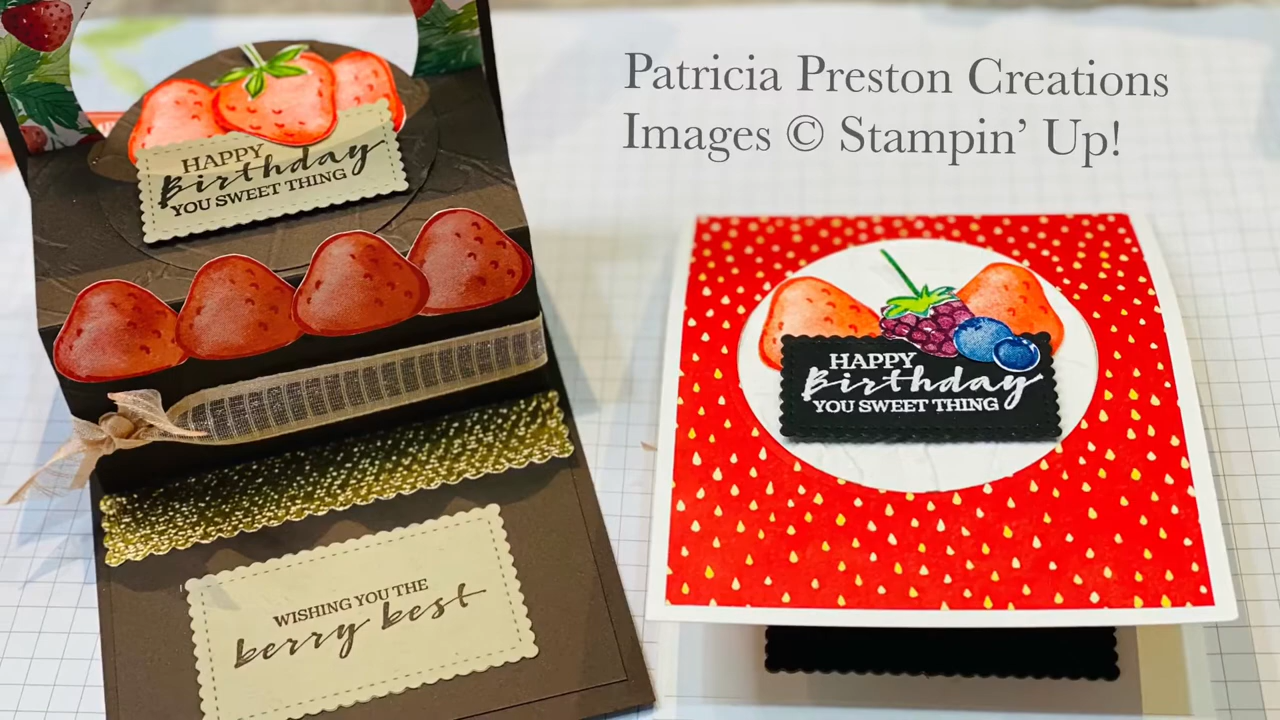 Patricia Preston Creations
Images © Stampin’ Up!
HAPPY
Birthday
YOU SWEET THING
WISHING YOU THE
berry best
HAPPY
Birthday
YOU SWEET THING